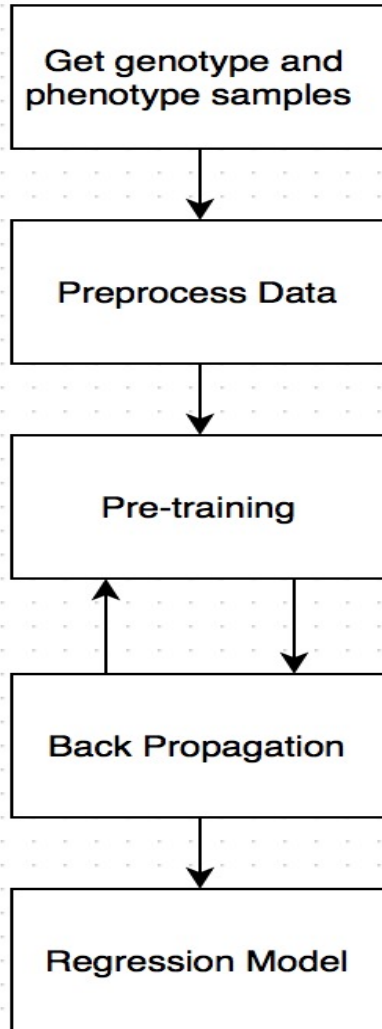 Get genotype and
phenotype samples
Preprocess Data
Pre-training
Back Propagation
Regression Model